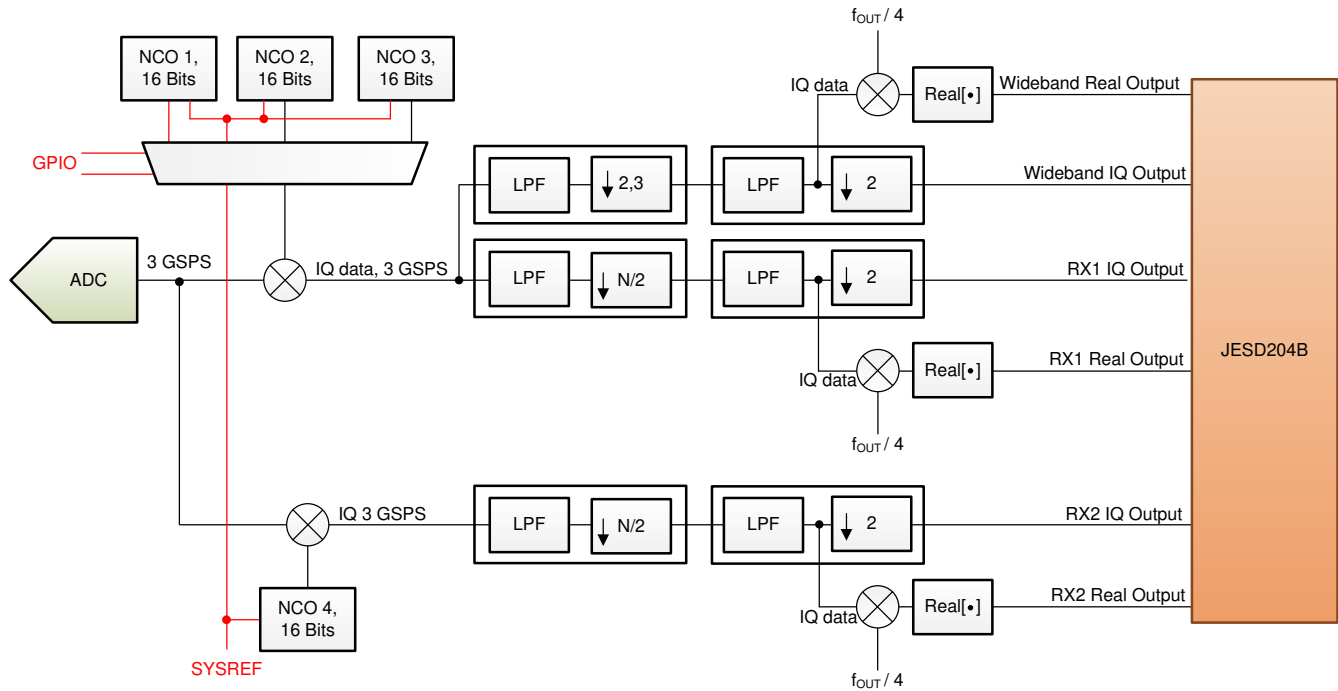 fOUT / 4
NCO 1,
16 Bits
NCO 2,
16 Bits
NCO 3,
16 Bits
IQ data
Real[•]
Wideband Real Output
GPIO
LPF
2,3
LPF
2
Wideband IQ Output
ADC
3 GSPS
IQ data, 3 GSPS
LPF
N/2
LPF
2
RX1 IQ Output
JESD204B
IQ data
Real[•]
RX1 Real Output
fOUT / 4
IQ 3 GSPS
LPF
N/2
LPF
2
RX2 IQ Output
NCO 4,
16 Bits
IQ data
Real[•]
RX2 Real Output
SYSREF
fOUT / 4